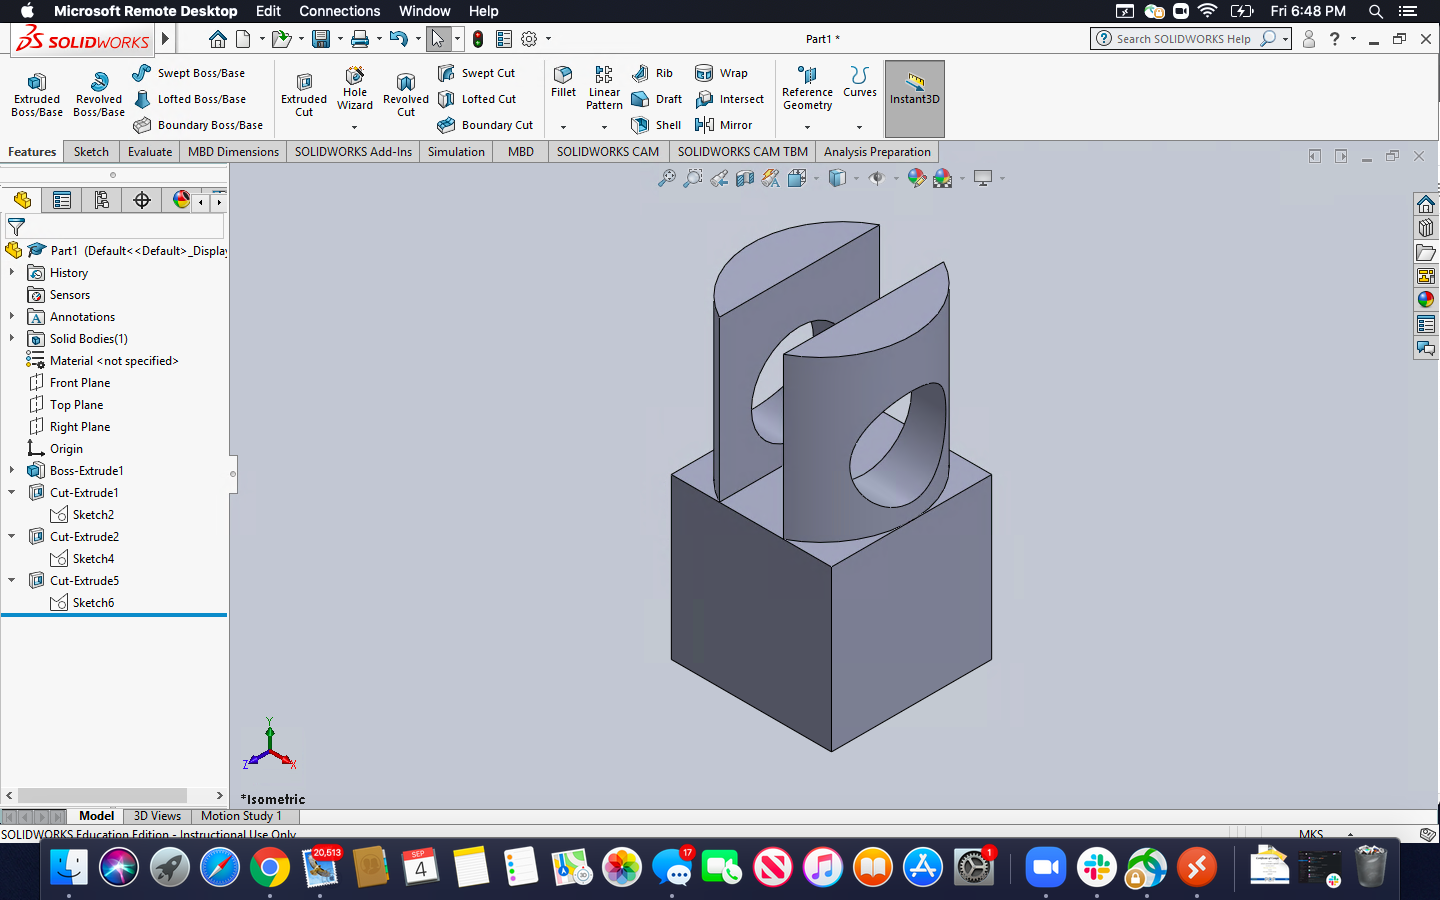 Microsoft Remote Desktop Edit Connections Window Help Fri 6:48 PM
SOLIDWORKS Part1 * Search SOLIDWORKS Help ?
Extruded Boss/Base
Revolved Boss/Base
Swept Boss/Base
Lofted Boss/Base
Boundary Boss/Base
Extruded Cut
Hole Wizard
Revolved Cut
Swept Cut
Lofted Cut
Boundary Cut
Fillet
Linear Pattern
Rib
Draft
Shell
Wrap
Intersect
Mirror
Reference Geometry
Curves
Instant3D
Features Sketch Evaluate MBD Dimensions SOLIDWORKS Add-Ins Simulation MBD SOLIDWORKS CAM SOLIDWORKS CAM TBM Analysis Preparation
Part1 (Default<<Default>_Display
History
Sensors
Annotations
Solid Bodies(1)
Material <not specified>
Front Plane
Top Plane
Right Plane
Origin
Boss-Extrude1
Cut-Extrude1
Sketch2
Cut-Extrude2
Sketch4
Cut-Extrude5
Sketch6
Y
Z X
*Isometric
Model 3D Views Motion Study 1
SOLIDWORKS Education Edition - Instructional Use Only MKS
20,513 SEP 4 17 1